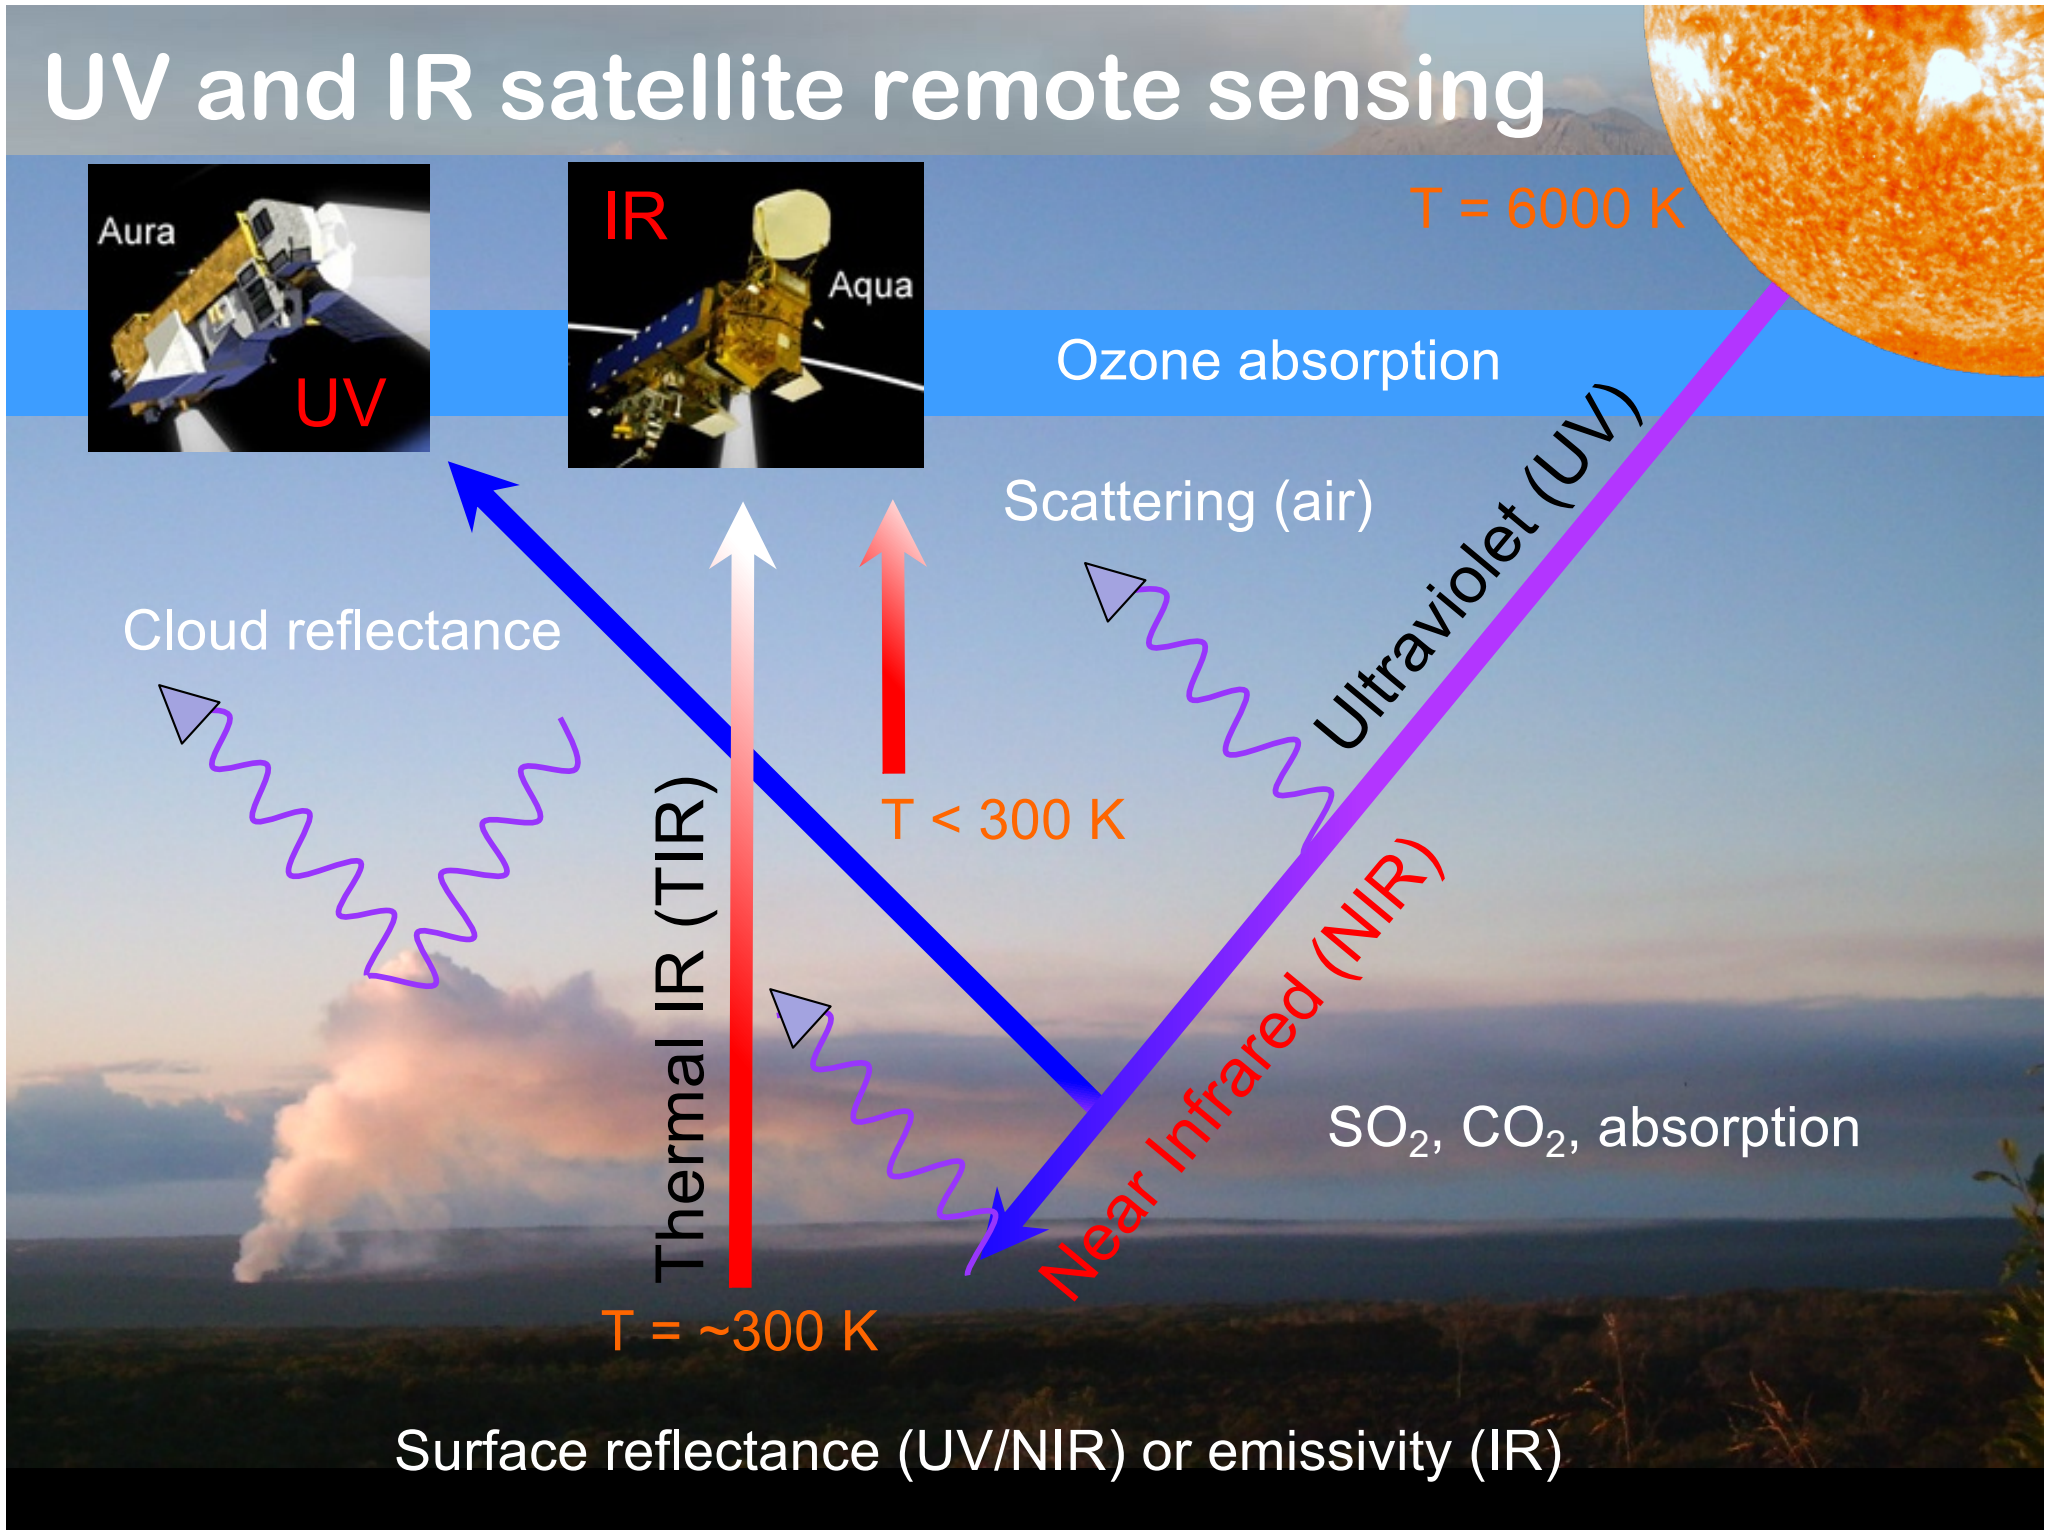 UV and IR satellite remote sensing
Aura
UV
IR
Aqua
T = 6000 K
Ozone absorption
Scattering (air)
Ultraviolet (UV)
Cloud reflectance
T < 300 K
Thermal IR (TIR)
Near Infrared (NIR)
SO₂, CO₂, absorption
T = ~300 K
Surface reflectance (UV/NIR) or emissivity (IR)